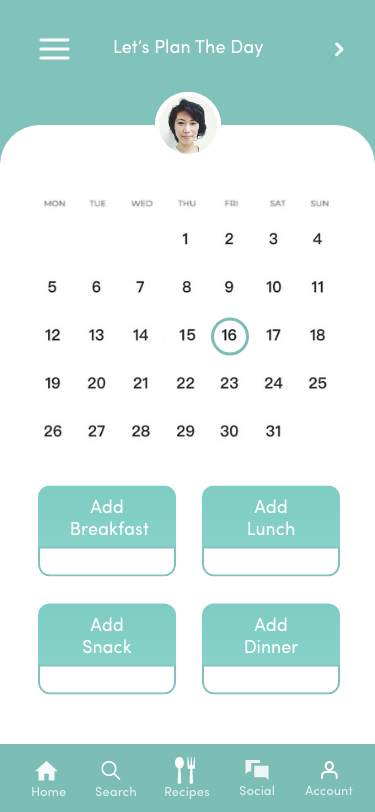 Let's Plan The Day
MON TUE WED THU FRI SAT SUN
1 2 3 4
5 6 7 8 9 10 11
12 13 14 15 16 17 18
19 20 21 22 23 24 25
26 27 28 29 30 31
Add
Breakfast
Add
Lunch
Add
Snack
Add
Dinner
Home Search Recipes Social Account